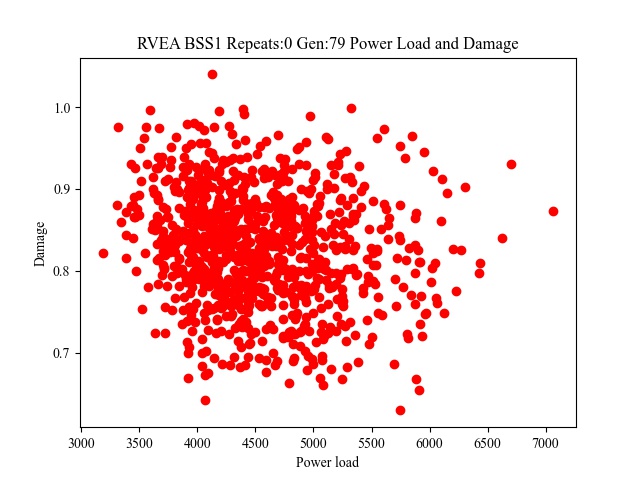 RVEA BSS1 Repeats:0 Gen:79 Power Load and Damage
1.0
0.9
0.8
0.7
Damage
3000 3500 4000 4500 5000 5500 6000 6500 7000
Power load